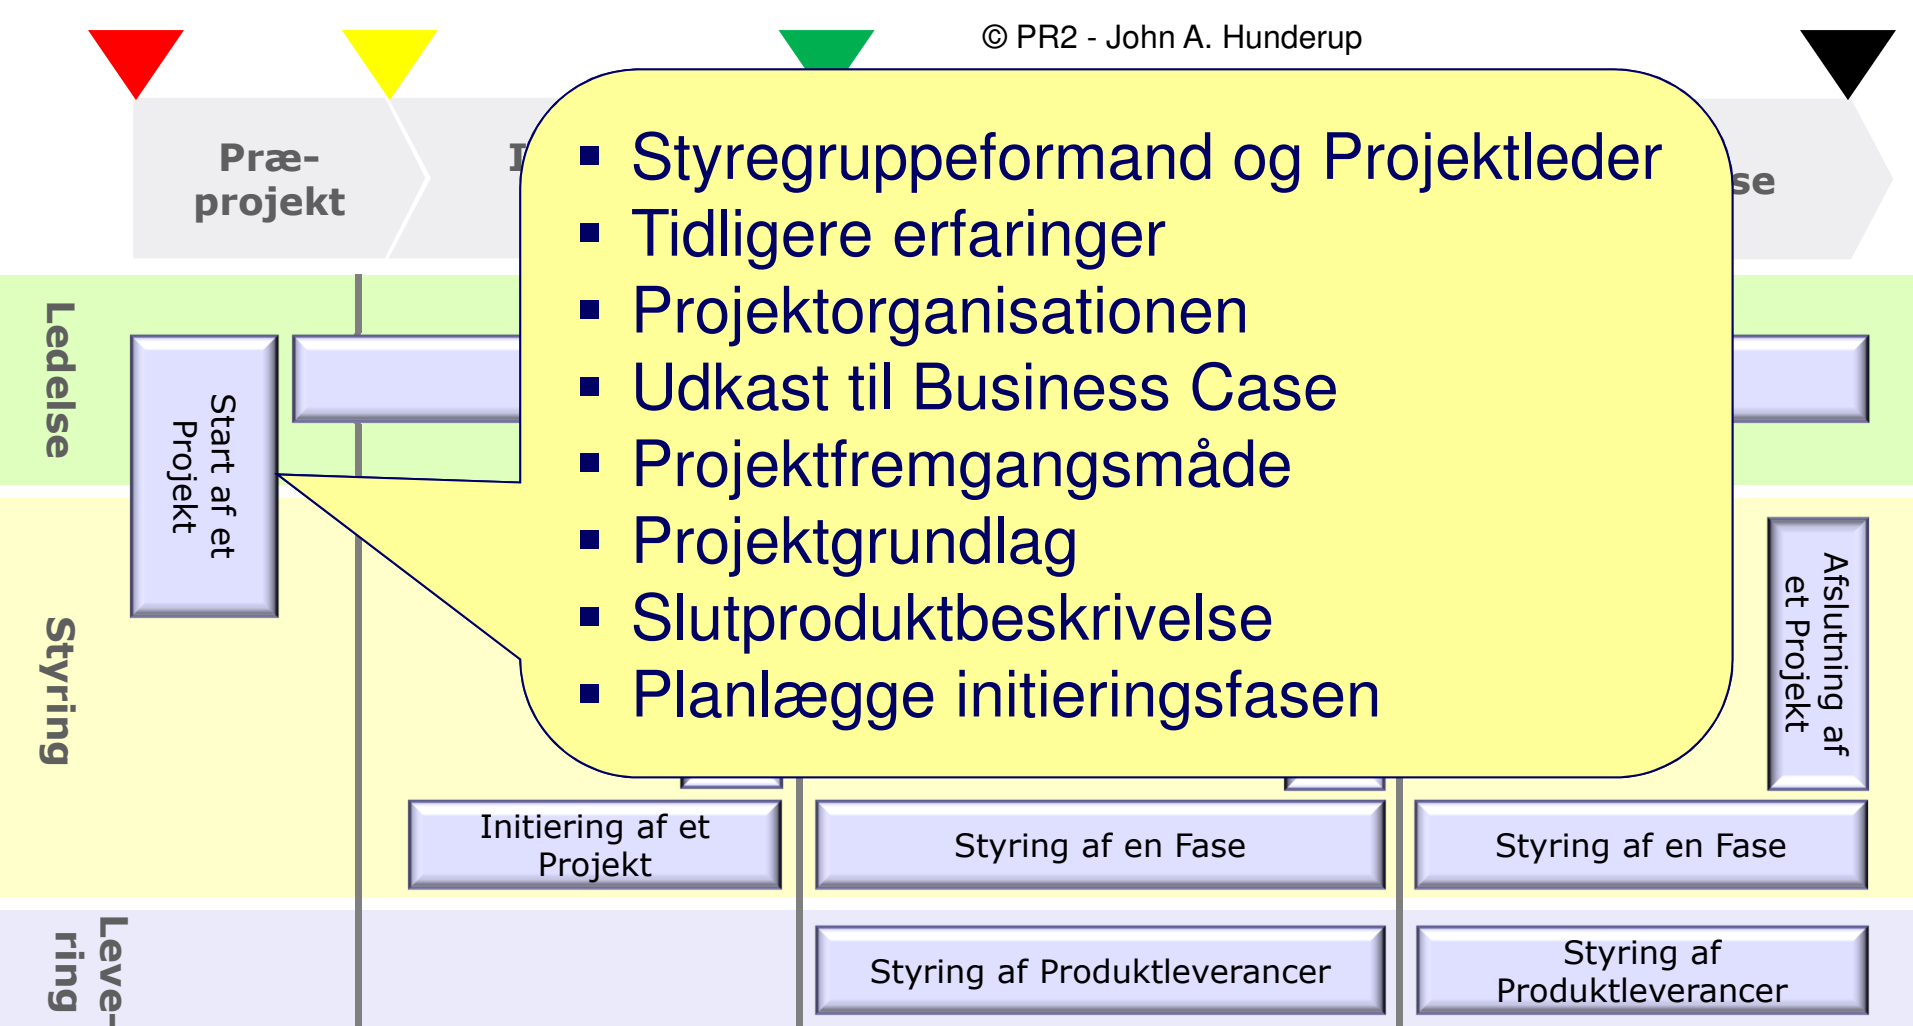 © PR2 - John A. Hunderup
Præ-
projekt
I
se
Styregruppeformand og Projektleder
Tidligere erfaringer
Projektorganisationen
Udkast til Business Case
Projektfremgangsmåde
Projektgrundlag
Slutproduktbeskrivelse
Planlægge initieringsfasen
Ledelse
Start af et
Projekt
Styring
Afslutning af
et Projekt
Initiering af et
Projekt
Styring af en Fase
Styring af en Fase
Leve-
ring
Styring af Produktleverancer
Styring af
Produktleverancer